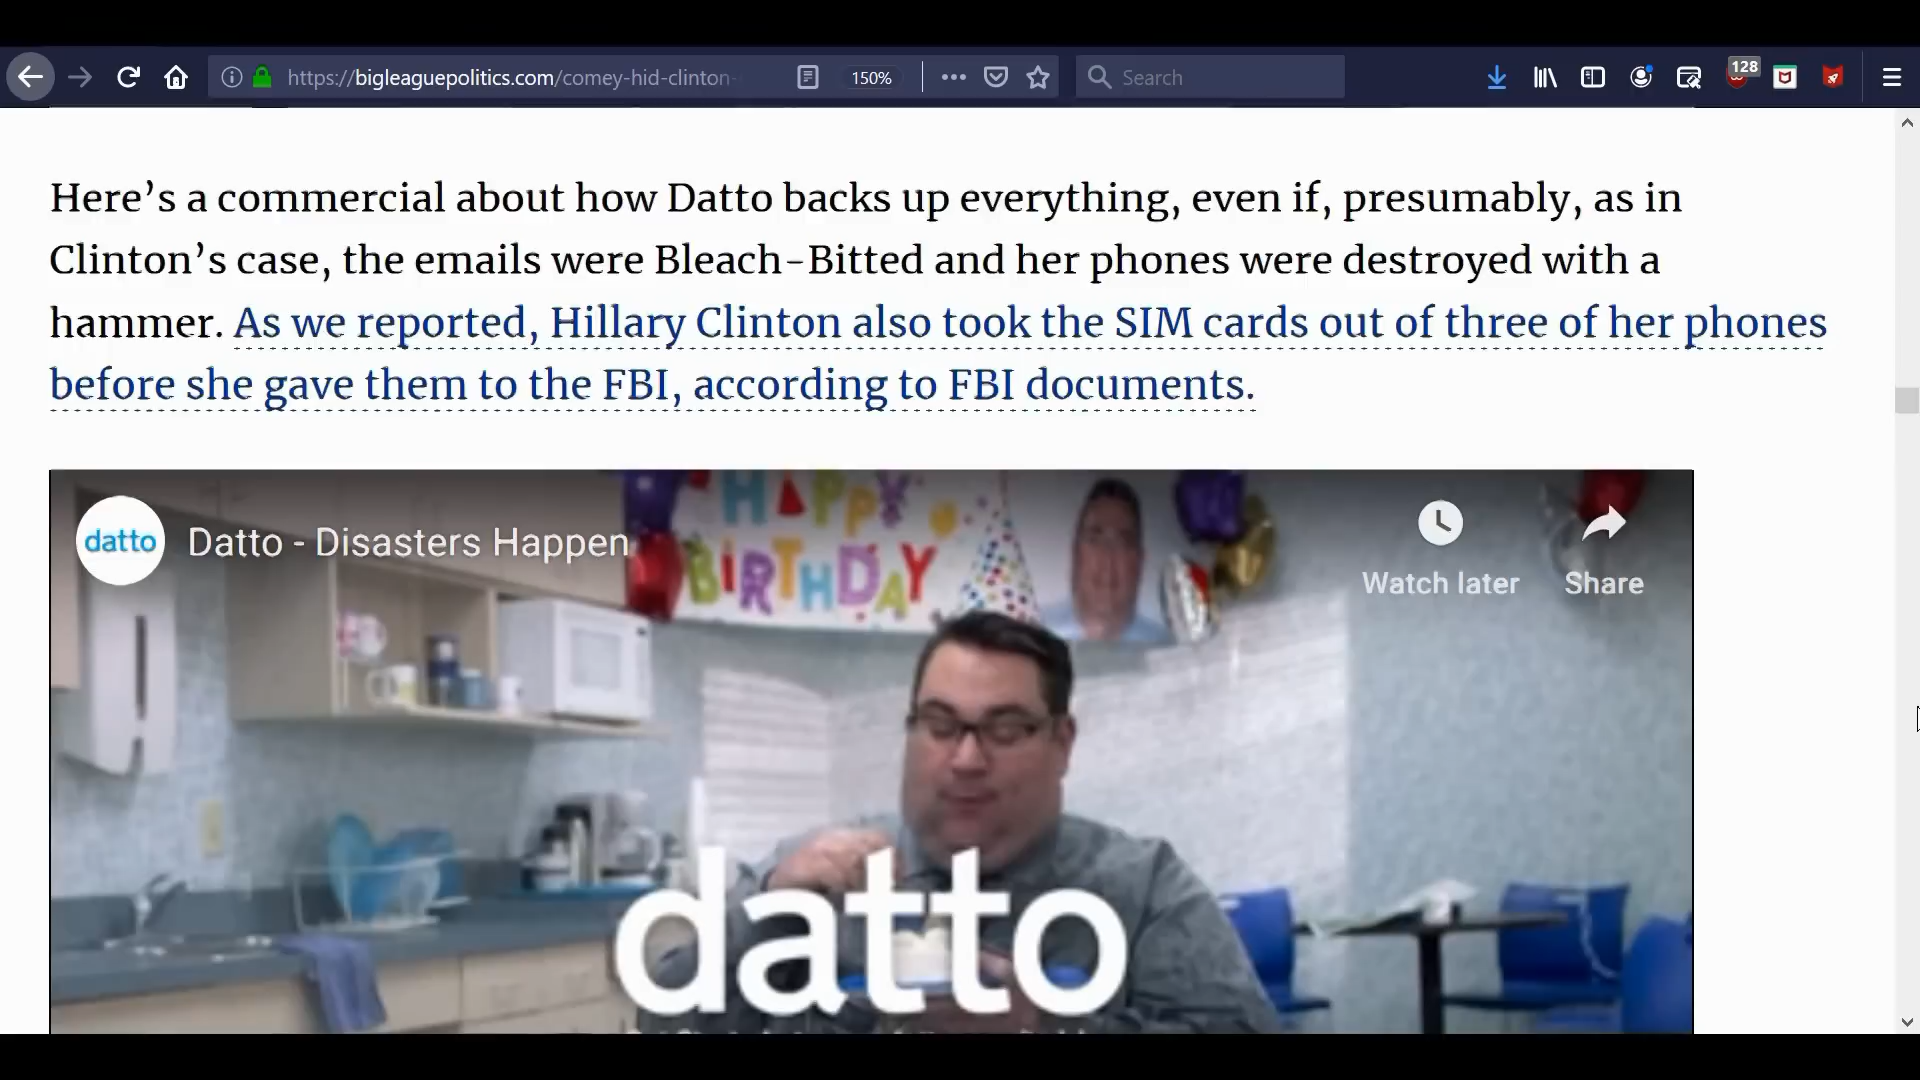 https://bigleaguepolitics.com/comey-hid-clinton-
150%
Search
128
Here's a commercial about how Datto backs up everything, even if, presumably, as in
Clinton's case, the emails were Bleach-Bitted and her phones were destroyed with a
hammer. As we reported, Hillary Clinton also took the SIM cards out of three of her phones
before she gave them to the FBI, according to FBI documents.
datto
Datto - Disasters Happen
HAPPY
BIRTHDAY
Watch later
Share
datto